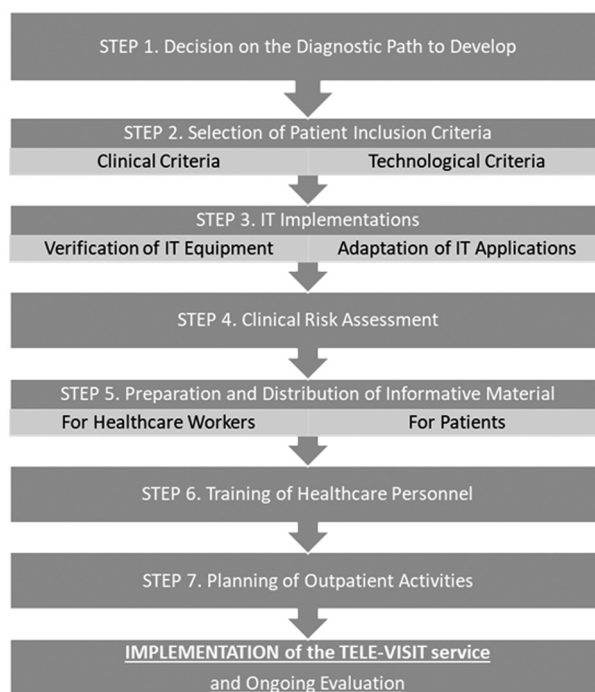 STEP 1. Decision on the Diagnostic Path to Develop
STEP 2. Selection of Patient Inclusion Criteria
Clinical Criteria
Technological Criteria
STEP 3. IT Implementations
Verification of IT Equipment
Adaptation of IT Applications
STEP 4. Clinical Risk Assessment
STEP 5. Preparation and Distribution of Informative Material
For Healthcare Workers
For Patients
STEP 6. Training of Healthcare Personnel
STEP 7. Planning of Outpatient Activities
IMPLEMENTATION of the TELE-VISIT service
and Ongoing Evaluation